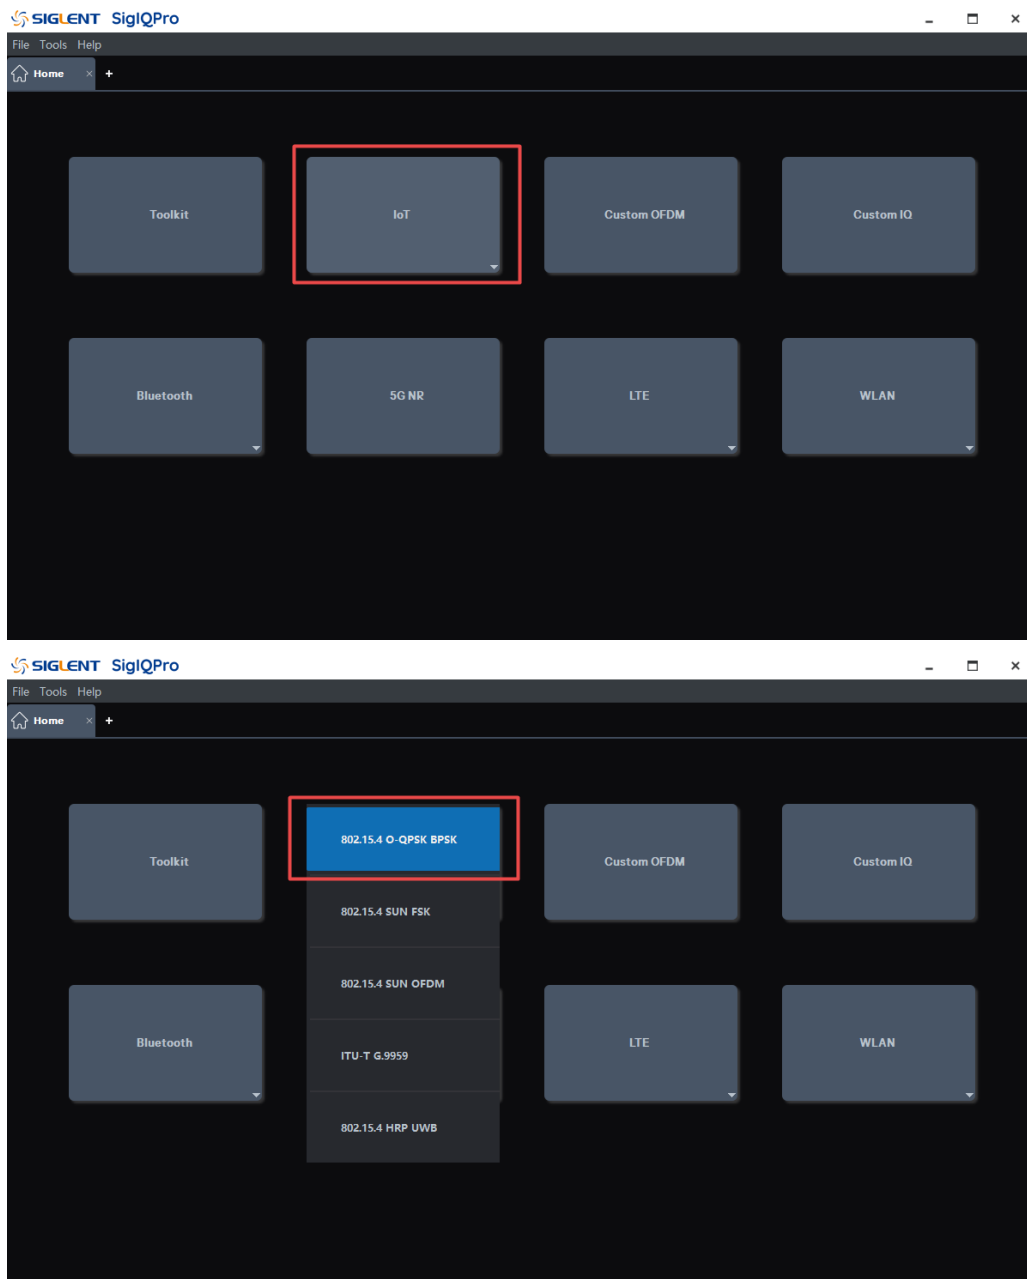 SIGLENT SigIQPro
File Tools Help
Home × +
Toolkit IoT Custom OFDM Custom IQ
Bluetooth 5G NR LTE WLAN
SIGLENT SigIQPro
File Tools Help
Home × +
802.15.4 O-QPSK BPSK
Toolkit Custom OFDM Custom IQ
802.15.4 SUN FSK
802.15.4 SUN OFDM
Bluetooth LTE WLAN
ITU-T G.9959
802.15.4 HRP UWB